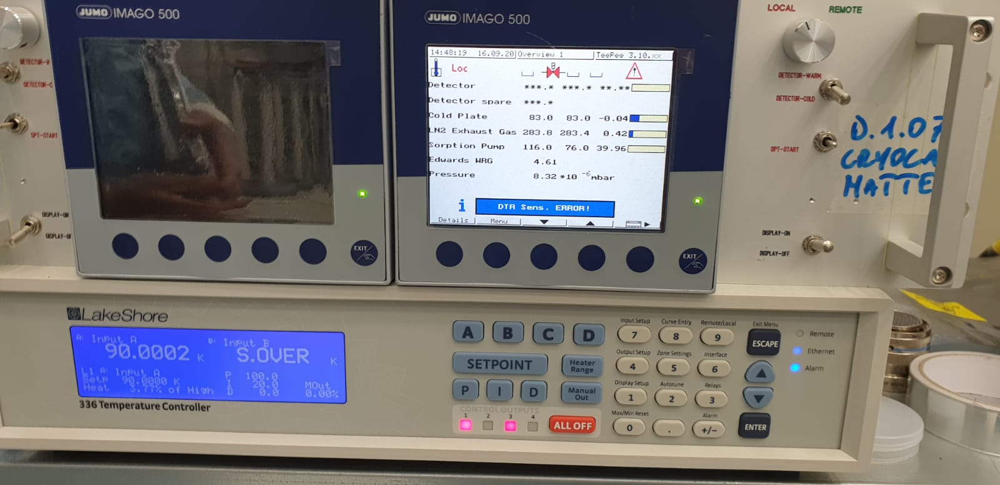 JUMO IMAGO 500
DETECTOR-C
SPT-START
DISPLAY-ON
EXIT
JUMO IMAGO 500
14:48:19 16.09.20 Overview 1 TeePee 3.10.xx
Loc
Detector ***.* ***.* **.**
Detector spare ***.*
Cold Plate 83.0 83.0 -0.04
LN2 Exhaust Gas 283.8 283.4 0.42
Sorption Pump 116.0 76.0 39.96
Edwards WRG 4.61
Pressure 8.32 *10 -6 mbar
i DTR Sens. ERROR!
Details Menu
EXIT
LOCAL REMOTE
DETECTOR-WARM
DETECTOR-COLD
SPT-START
D.1.07
CRYOCA
MATTE
DISPLAY-ON
DISPLAY-OFF
LakeShore
A: Input A B: Input B
90.0002 K S.OVER K
L1 A: Input A P 100.0
Setp 90.0000 K I 20.0 MOut
Heat 3.77% of High D 0.0 0.00%
336 Temperature Controller
A B C D
SETPOINT
Heater Range
P I D
Manual Out
CONTROL OUTPUTS
1 2 3 4
ALL OFF
Input Setup Curve Entry Remote/Local
7 8 9
Output Setup Zone Settings Interface
4 5 6
Display Setup Autotune Relays
1 2 3
Max/Min Reset Alarm
0 . +/-
Exit Menu
ESCAPE
ENTER
Remote
Ethernet
Alarm